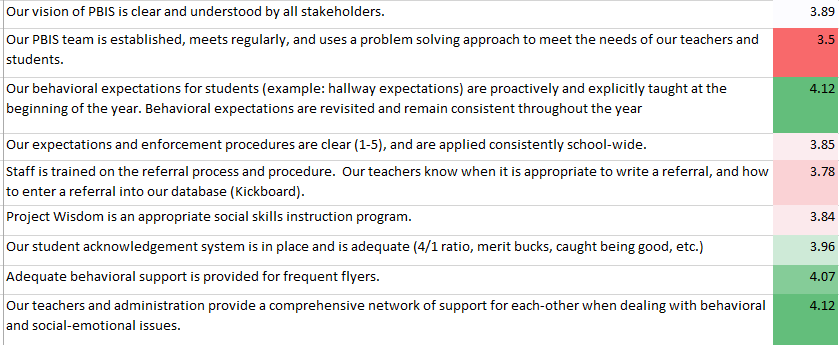 Our vision of PBIS is clear and understood by all stakeholders. 3.89
Our PBIS team is established, meets regularly, and uses a problem solving approach to meet the needs of our teachers and 3.5
students.
Our behavioral expectations for students (example: hallway expectations) are proactively and explicitly taught at the 4.12
beginning of the year. Behavioral expectations are revisited and remain consistent throughout the year
Our expectations and enforcement procedures are clear (1-5), and are applied consistently school-wide. 3.85
Staff is trained on the referral process and procedure.  Our teachers know when it is appropriate to write a referral, and how 3.78
to enter a referral into our database (Kickboard).
Project Wisdom is an appropriate social skills instruction program. 3.84
Our student acknowledgement system is in place and is adequate (4/1 ratio, merit bucks, caught being good, etc.) 3.96
Adequate behavioral support is provided for frequent flyers. 4.07
Our teachers and administration provide a comprehensive network of support for each-other when dealing with behavioral 4.12
and social-emotional issues.